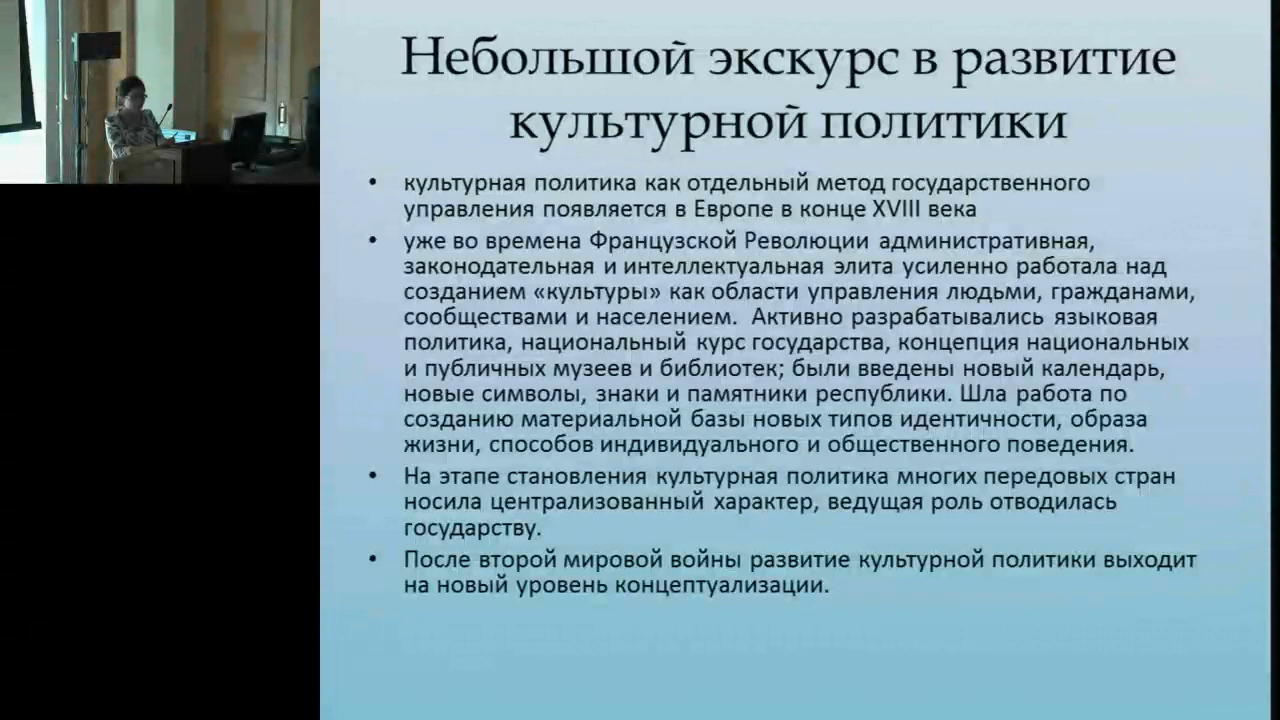 Небольшой экскурс в развитие
культурной политики
• культурная политика как отдельный метод государственного
управления появляется в Европе в конце XVIII века
• уже во времена Французской Революции административная,
законодательная и интеллектуальная элита усиленно работала над
созданием «культуры» как области управления людьми, гражданами,
сообществами и населением. Активно разрабатывались языковая
политика, национальный курс государства, концепция национальных
и публичных музеев и библиотек; были введены новый календарь,
новые символы, знаки и памятники республики. Шла работа по
созданию материальной базы новых типов идентичности, образа
жизни, способов индивидуального и общественного поведения.
• На этапе становления культурная политика многих передовых стран
носила централизованный характер, ведущая роль отводилась
государству.
• После второй мировой войны развитие культурной политики выходит
на новый уровень концептуализации.